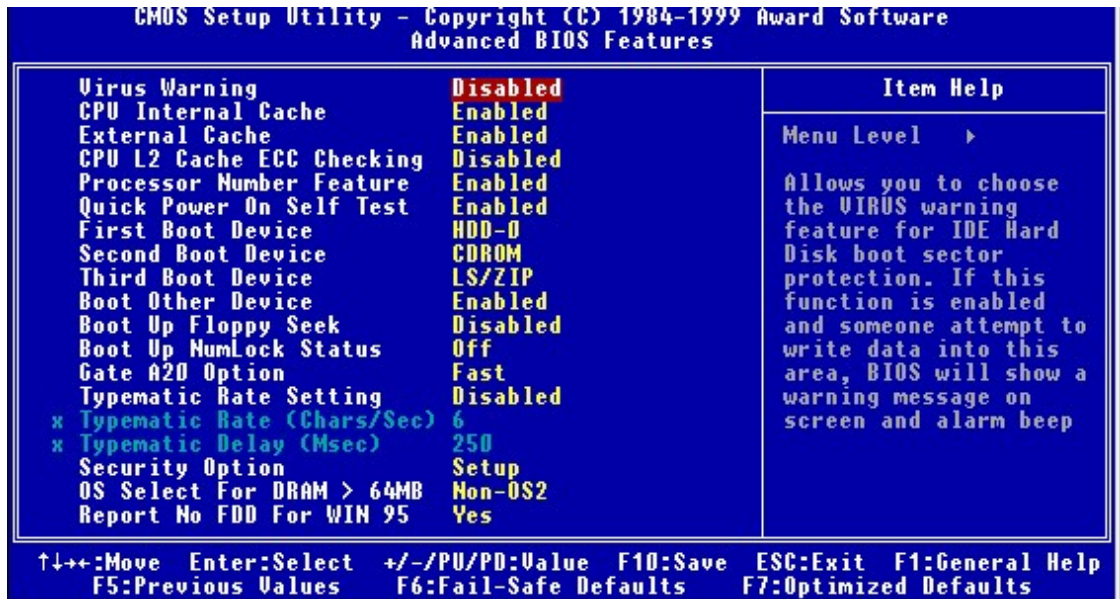 CMOS Setup Utility - Copyright (C) 1984-1999 Award Software
Advanced BIOS Features
Virus Warning Disabled
CPU Internal Cache Enabled
External Cache Enabled
CPU L2 Cache ECC Checking Disabled
Processor Number Feature Enabled
Quick Power On Self Test Enabled
First Boot Device HDD-0
Second Boot Device CDROM
Third Boot Device LS/ZIP
Boot Other Device Enabled
Boot Up Floppy Seek Disabled
Boot Up NumLock Status Off
Gate A20 Option Fast
Typematic Rate Setting Disabled
x Typematic Rate (Chars/Sec) 6
x Typematic Delay (Msec) 250
Security Option Setup
OS Select For DRAM > 64MB Non-OS2
Report No FDD For WIN 95 Yes
Item Help
Menu Level ▸
Allows you to choose
the VIRUS warning
feature for IDE Hard
Disk boot sector
protection. If this
function is enabled
and someone attempt to
write data into this
area, BIOS will show a
warning message on
screen and alarm beep
↑↓→←:Move Enter:Select +/-/PU/PD:Value F10:Save ESC:Exit F1:General Help
F5:Previous Values F6:Fail-Safe Defaults F7:Optimized Defaults